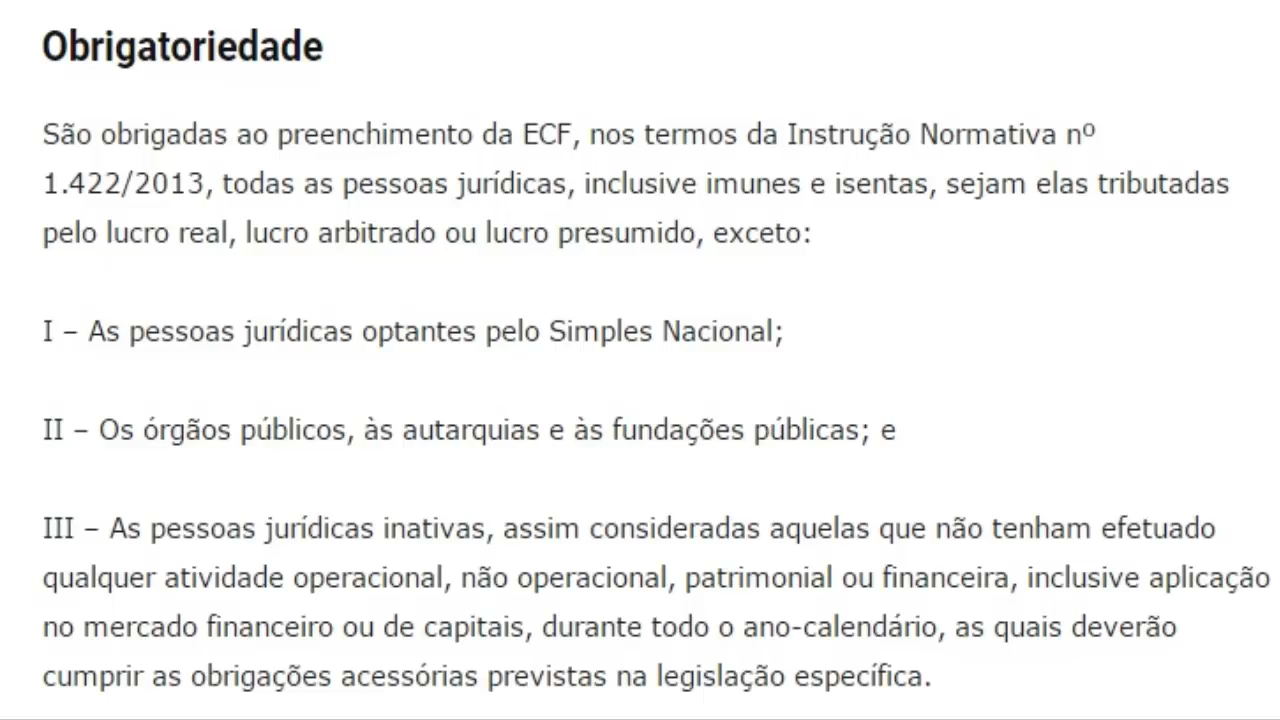 Obrigatoriedade
São obrigadas ao preenchimento da ECF, nos termos da Instrução Normativa nº
1.422/2013, todas as pessoas jurídicas, inclusive imunes e isentas, sejam elas tributadas
pelo lucro real, lucro arbitrado ou lucro presumido, exceto:
I – As pessoas jurídicas optantes pelo Simples Nacional;
II – Os órgãos públicos, às autarquias e às fundações públicas; e
III – As pessoas jurídicas inativas, assim consideradas aquelas que não tenham efetuado
qualquer atividade operacional, não operacional, patrimonial ou financeira, inclusive aplicação
no mercado financeiro ou de capitais, durante todo o ano-calendário, as quais deverão
cumprir as obrigações acessórias previstas na legislação específica.